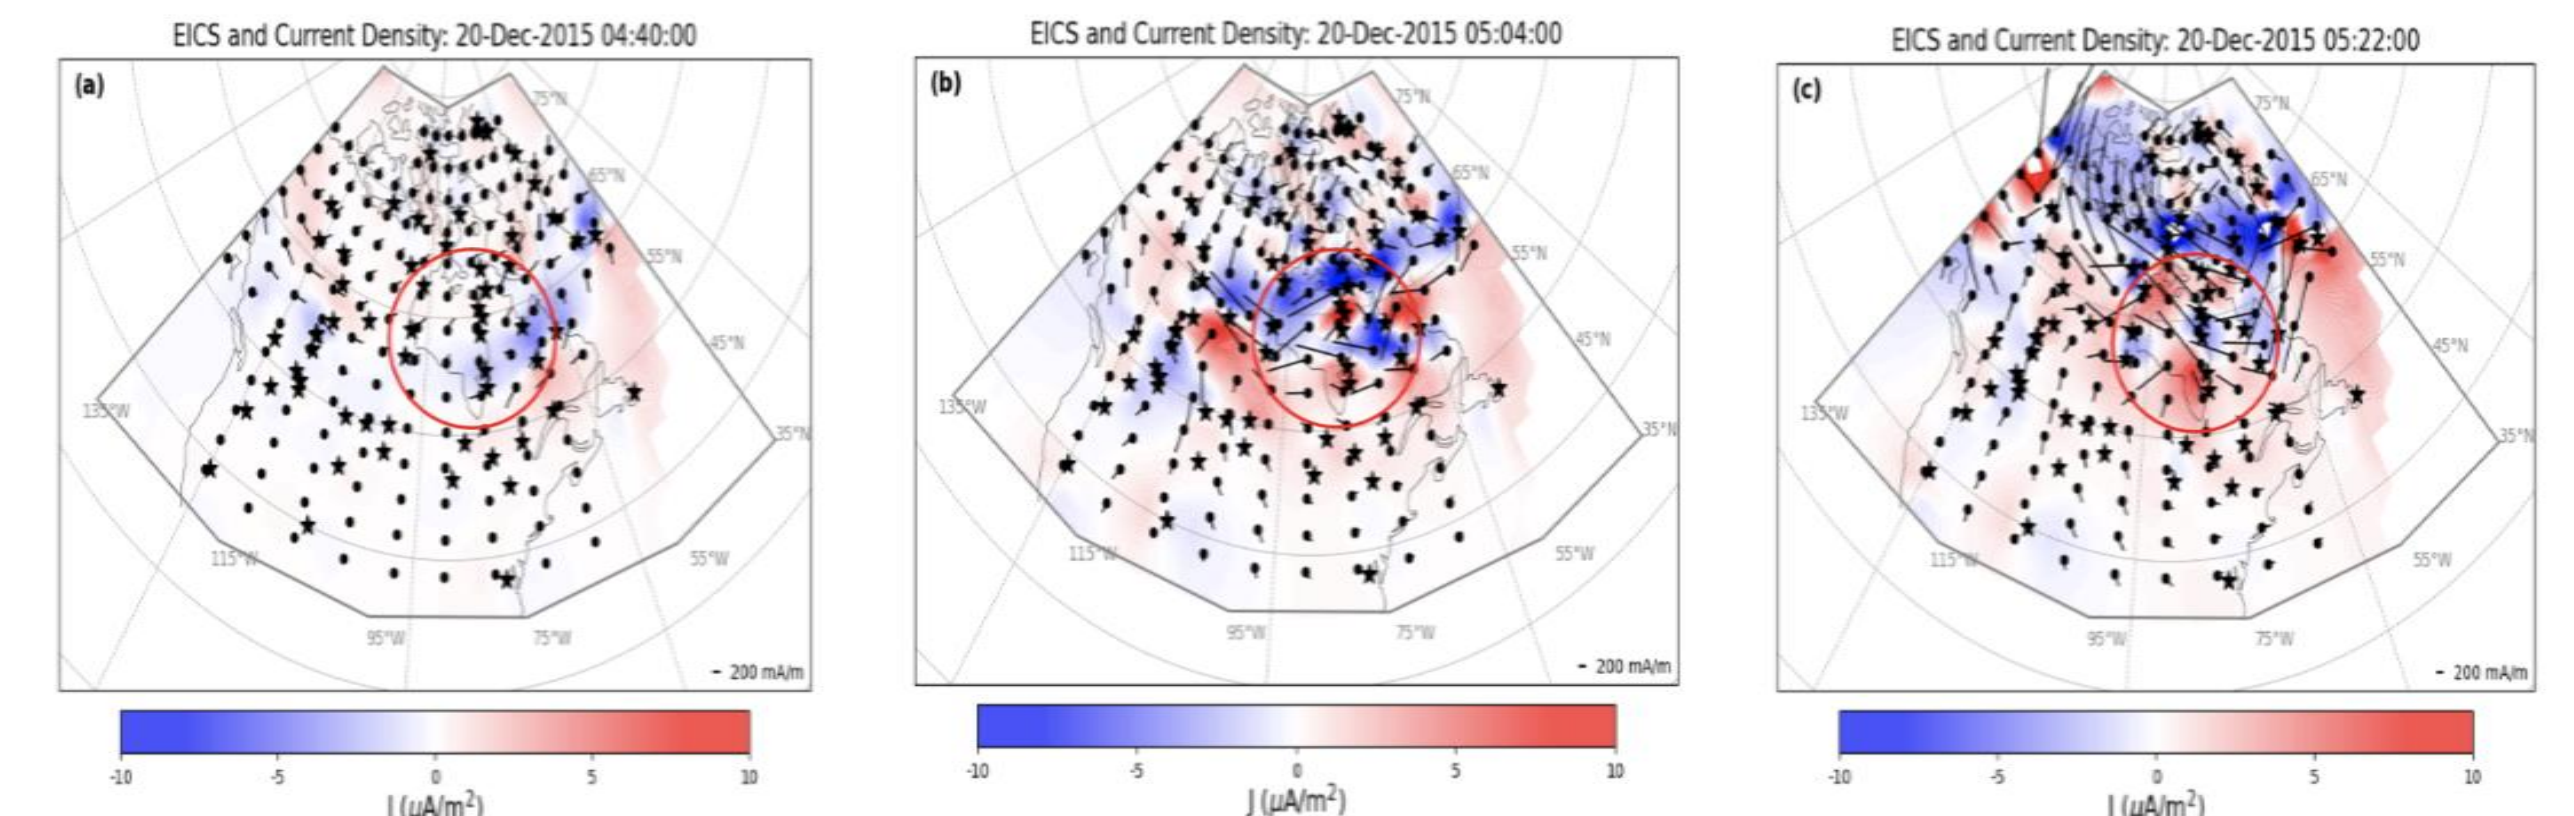 EICS and Current Density: 20-Dec-2015 04:40:00
(a)
75°N
65°N
55°N
45°N
35°N
135°W
115°W
95°W
75°W
55°W
200 mA/m
-10 -5 0 5 10
J (μA/m²)
EICS and Current Density: 20-Dec-2015 05:04:00
(b)
75°N
65°N
55°N
45°N
35°N
135°W
115°W
95°W
75°W
55°W
200 mA/m
-10 -5 0 5 10
J (μA/m²)
EICS and Current Density: 20-Dec-2015 05:22:00
(c)
75°N
65°N
55°N
45°N
35°N
135°W
115°W
95°W
75°W
55°W
200 mA/m
-10 -5 0 5 10
J (μA/m²)